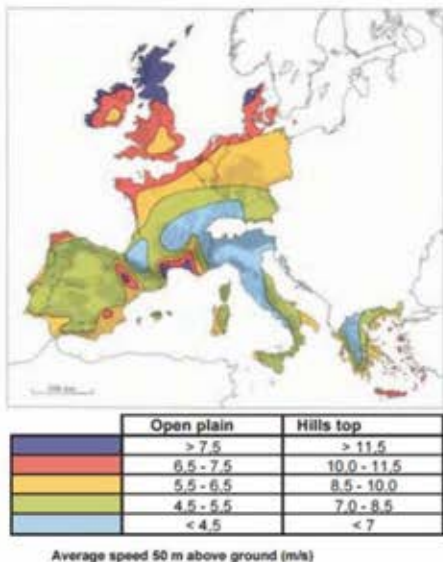 Open plain Hills top
> 7.5 > 11.5
6.5 - 7.5 10.0 - 11.5
5.5 - 6.5 8.5 - 10.0
4.5 - 5.5 7.0 - 8.5
< 4.5 < 7
Average speed 50 m above ground (m/s)